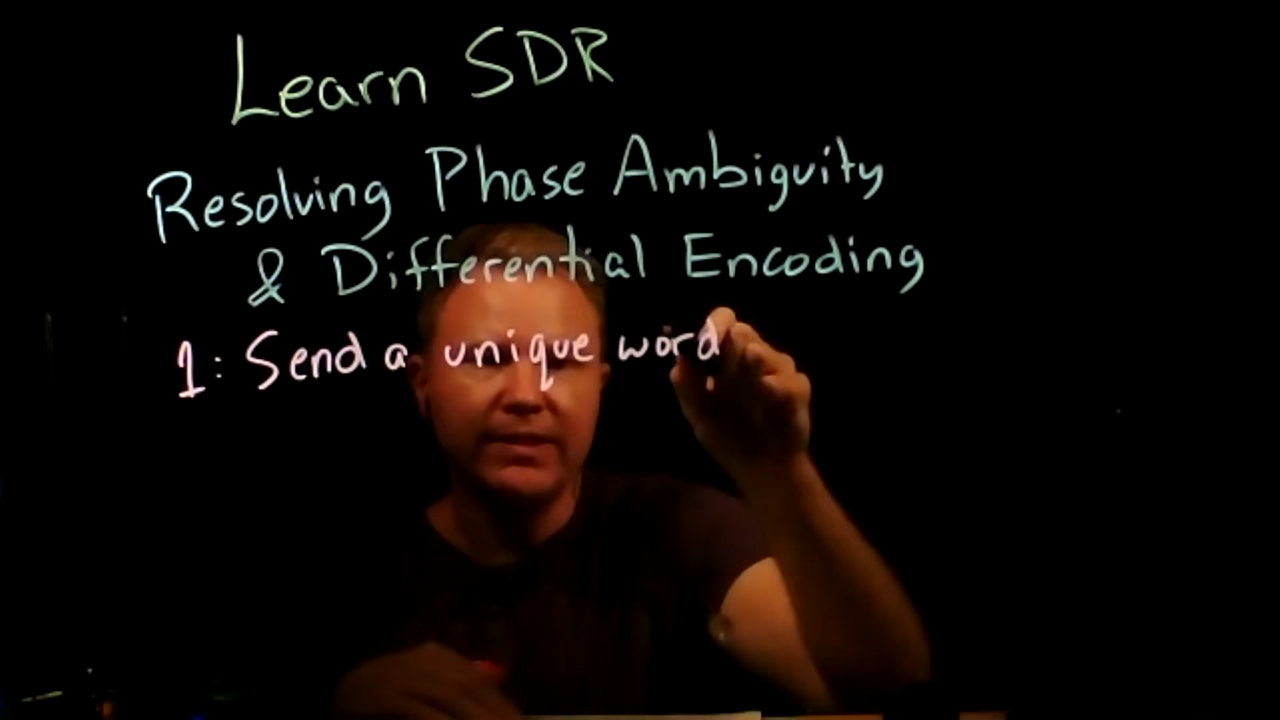 Learn SDR
Resolving Phase Ambiguity
& Differential Encoding
1: Send a unique word